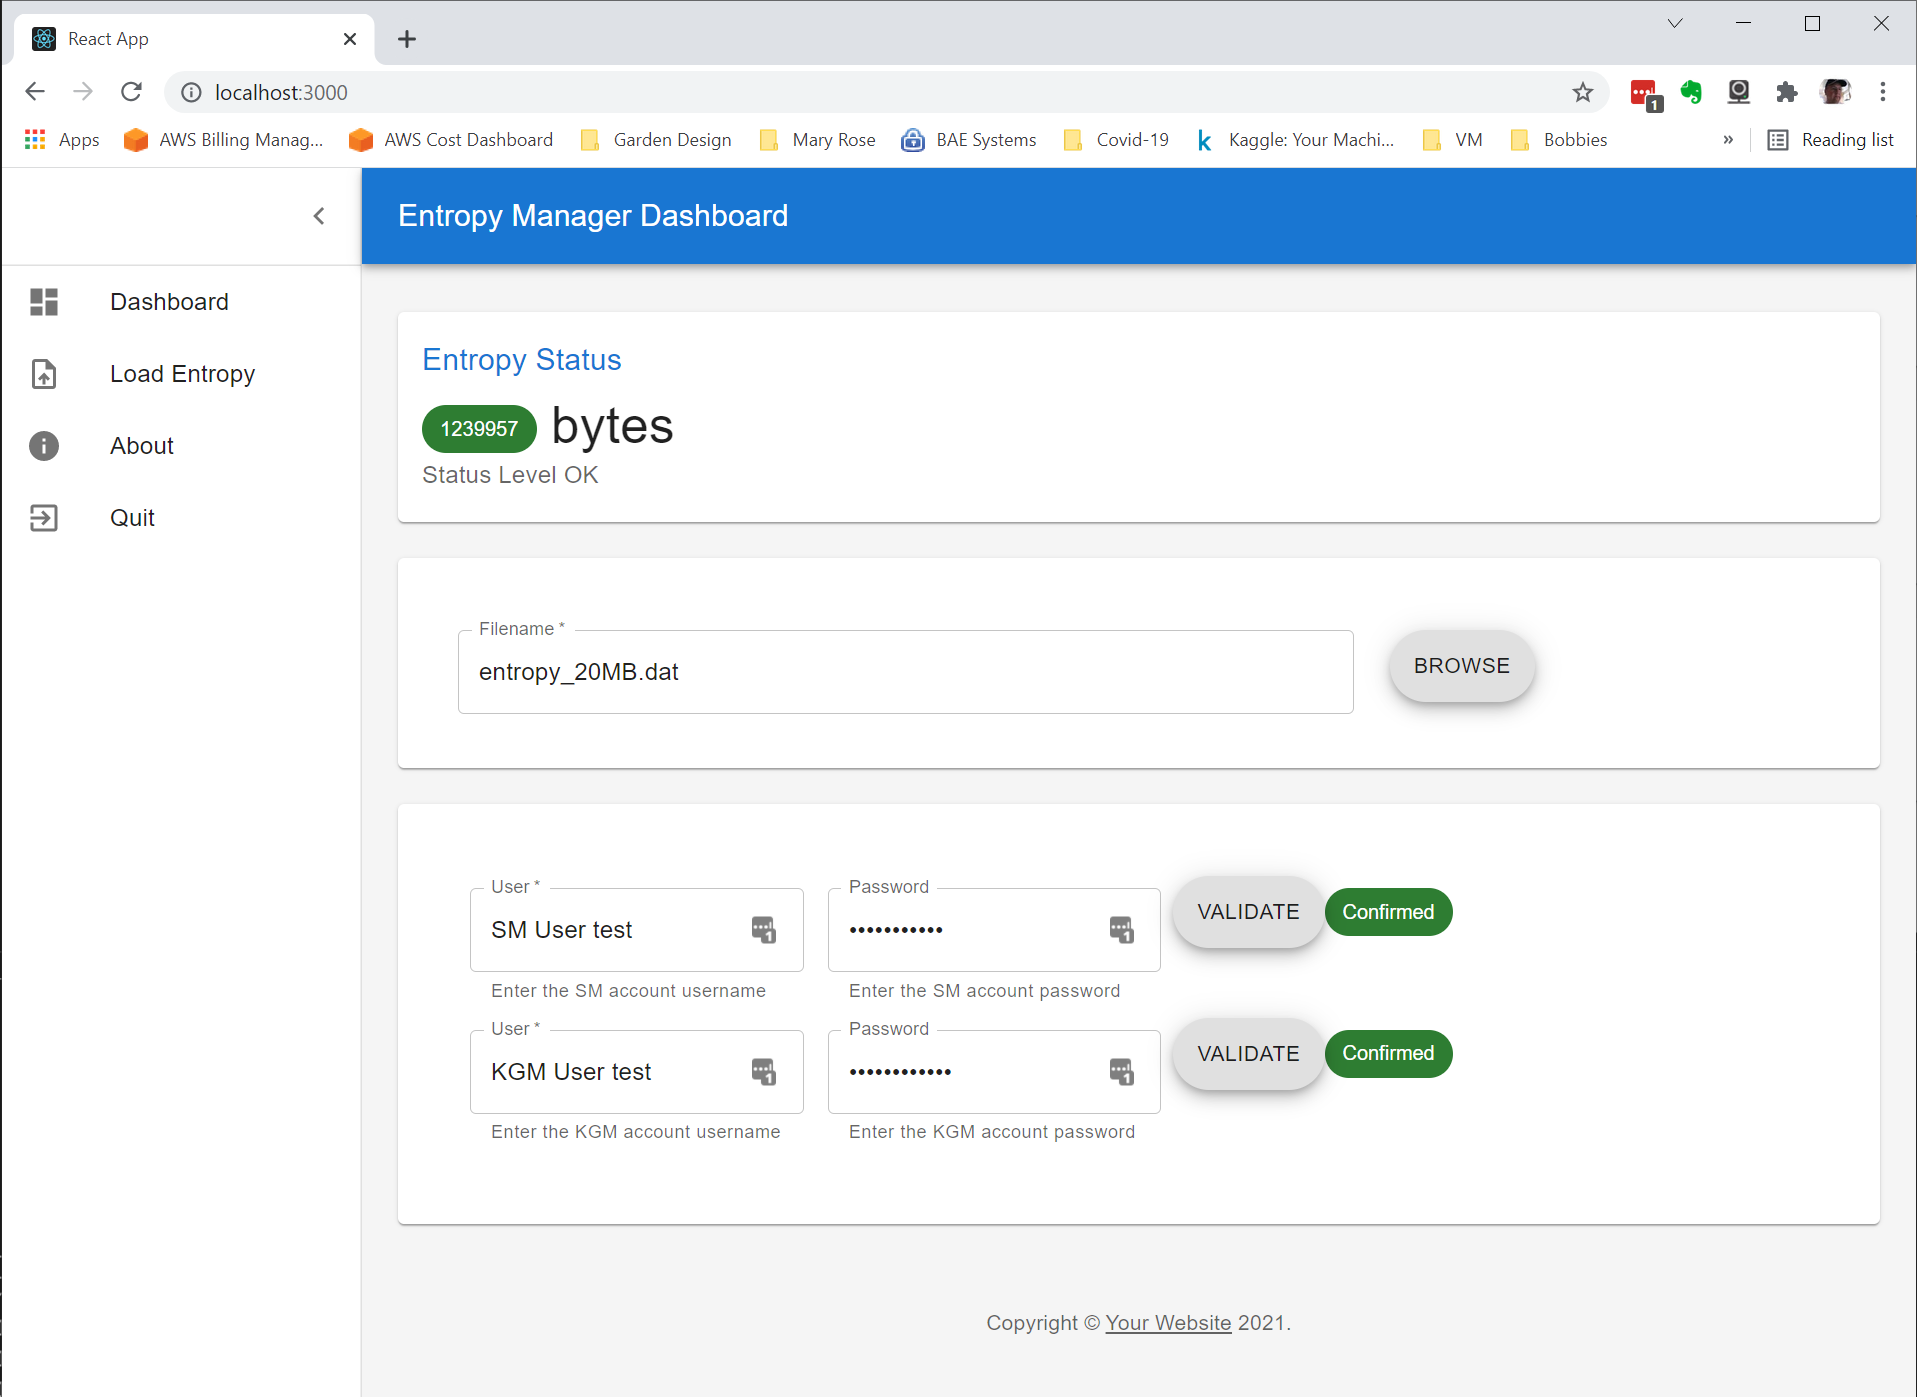 React App
localhost:3000
1
Apps
AWS Billing Manag...
AWS Cost Dashboard
Garden Design
Mary Rose
BAE Systems
Covid-19
Kaggle: Your Machi...
VM
Bobbies
»
Reading list
Entropy Manager Dashboard
Dashboard
Load Entropy
About
Quit
Entropy Status
1239957 bytes
Status Level OK
Filename *
entropy_20MB.dat
BROWSE
User *
Password
SM User test
•••••••••••
VALIDATE
Confirmed
Enter the SM account username
Enter the SM account password
User *
Password
KGM User test
••••••••••••
VALIDATE
Confirmed
Enter the KGM account username
Enter the KGM account password
Copyright © Your Website 2021.